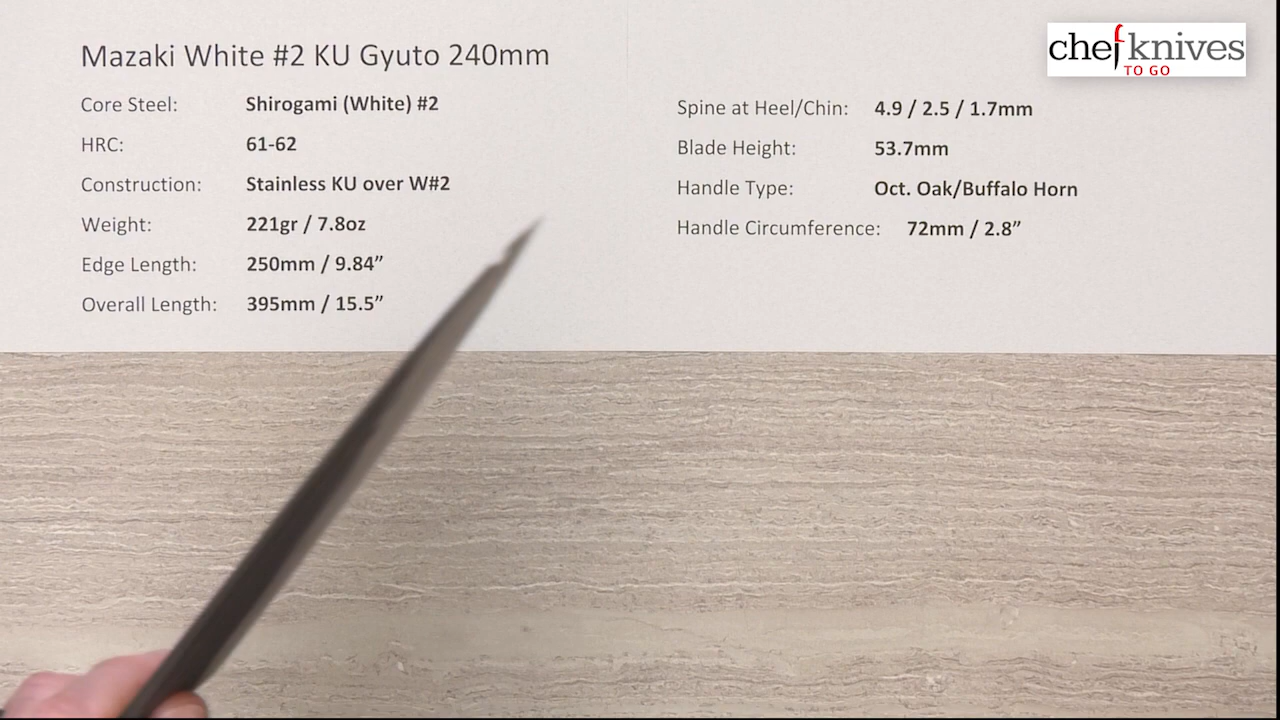 Mazaki White #2 KU Gyuto 240mm
Core Steel: Shirogami (White) #2
HRC: 61-62
Construction: Stainless KU over W#2
Weight: 221gr / 7.8oz
Edge Length: 250mm / 9.84”
Overall Length: 395mm / 15.5”
Spine at Heel/Chin: 4.9 / 2.5 / 1.7mm
Blade Height: 53.7mm
Handle Type: Oct. Oak/Buffalo Horn
Handle Circumference: 72mm / 2.8”
chefknives
TO GO